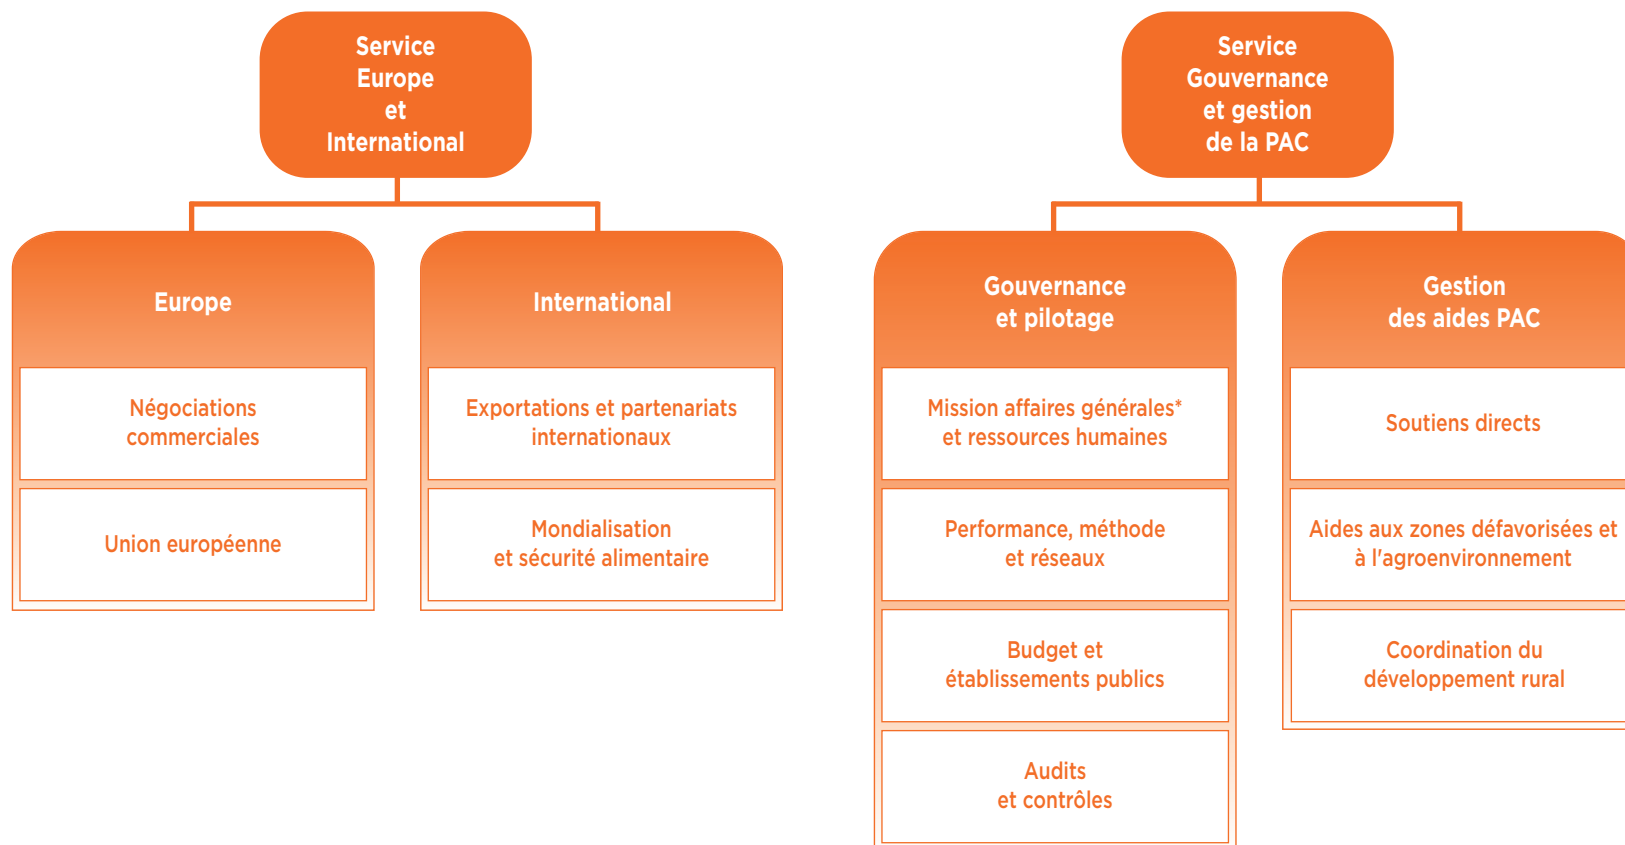 Service
Europe
et
International
Europe
Négociations
commerciales
Union européenne
International
Exportations et partenariats
internationaux
Mondialisation
et sécurité alimentaire
Service
Gouvernance
et gestion
de la PAC
Gouvernance
et pilotage
Mission affaires générales*
et ressources humaines
Performance, méthode
et réseaux
Budget et
établissements publics
Audits
et contrôles
Gestion
des aides PAC
Soutiens directs
Aides aux zones défavorisées et
à l'agroenvironnement
Coordination du
développement rural